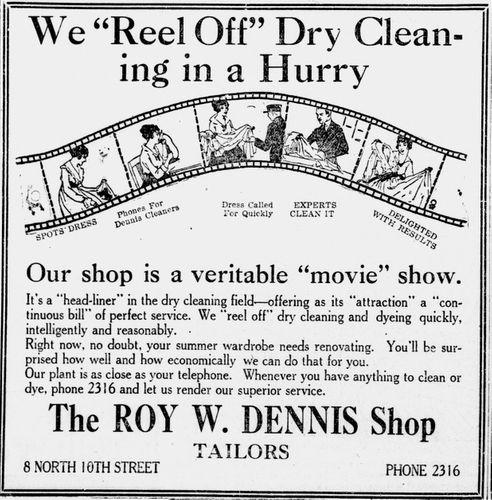 We "Reel Off" Dry Clean-
ing in a Hurry
SPOTS DRESS
Phones For
Dennis Cleaners
Dress Called
For Quickly
EXPERTS
CLEAN IT
DELIGHTED
WITH RESULTS
Our shop is a veritable "movie" show.
It's a "head-liner" in the dry cleaning field—offering as its "attraction" a "con-
tinuous bill" of perfect service. We "reel off" dry cleaning and dyeing quickly,
intelligently and reasonably.
Right now, no doubt, your summer wardrobe needs renovating. You'll be sur-
prised how well and how economically we can do that for you.
Our plant is as close as your telephone. Whenever you have anything to clean or
dye, phone 2316 and let us render our superior service.
The ROY W. DENNIS Shop
TAILORS
8 NORTH 10TH STREET PHONE 2316